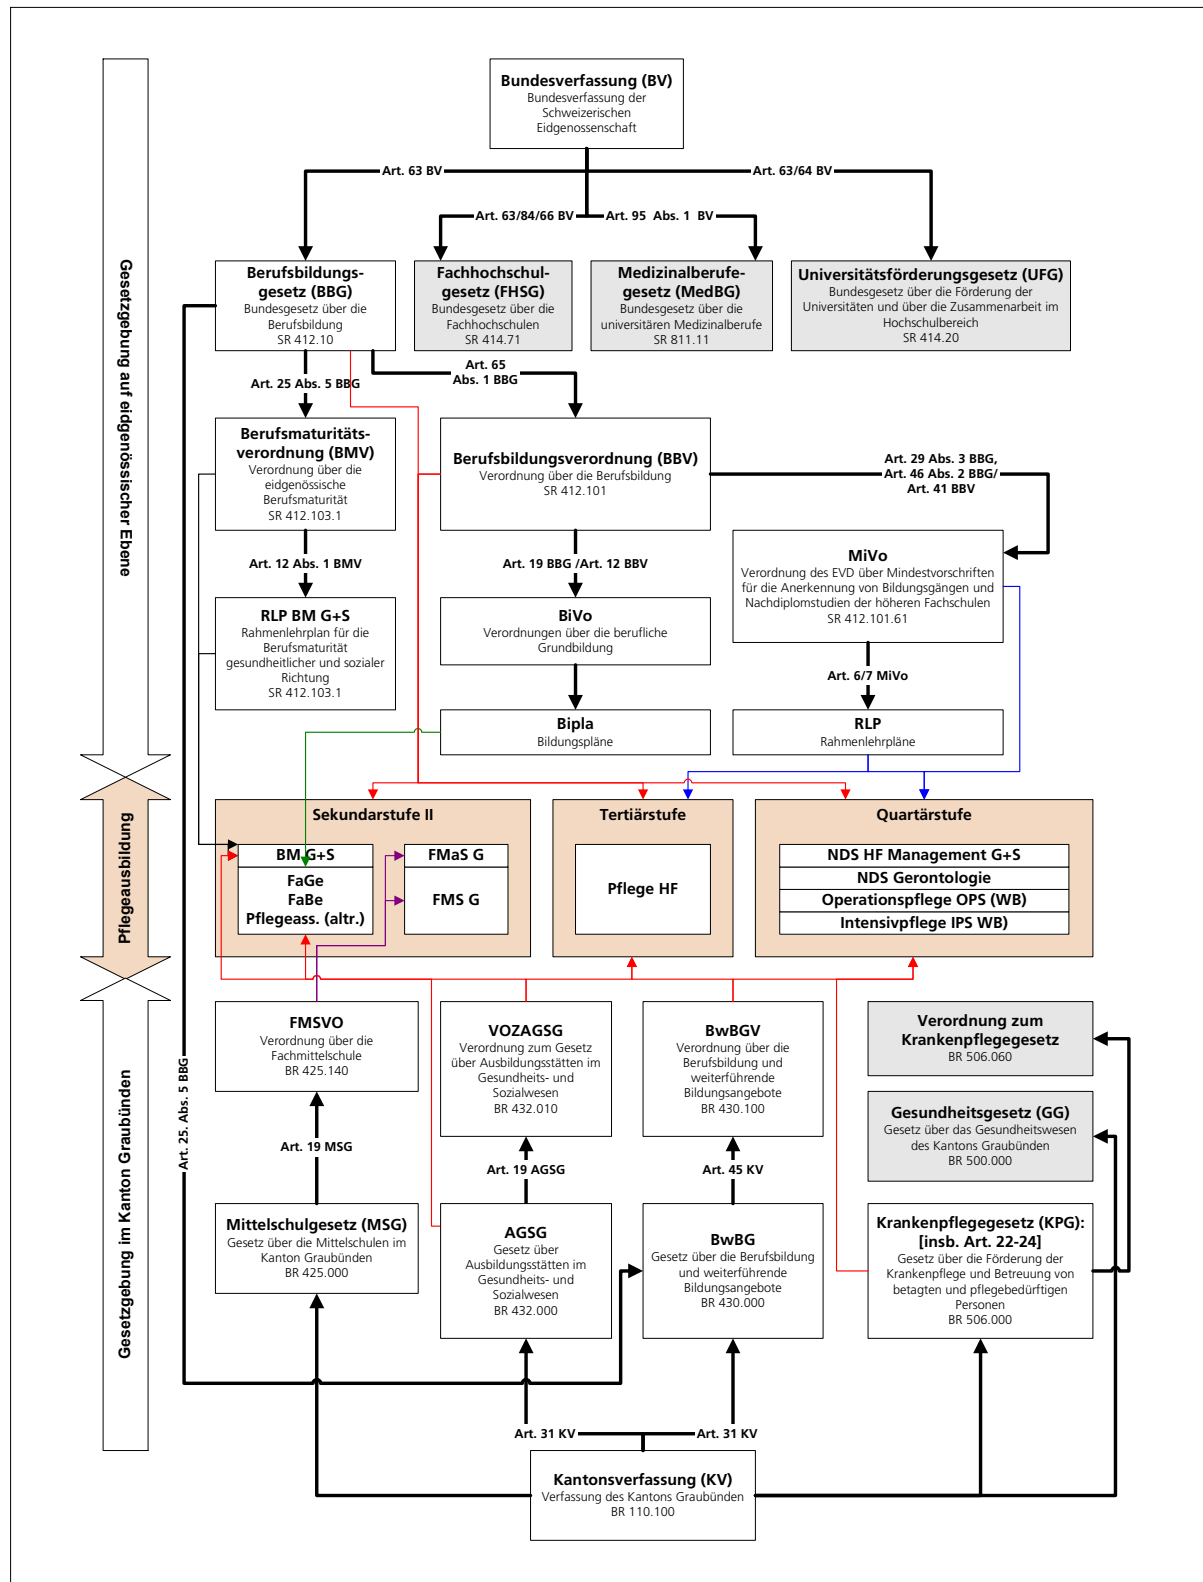 Bundesverfassung (BV)
Bundesverfassung der
Schweizerischen
Eidgenossenschaft
Art. 63 BV
Art. 63/64 BV
Art. 63/84/66 BV
Art. 95 Abs. 1 BV
Gesetzgebung auf eidgenössischer Ebene
Berufsbildungs-
gesetz (BBG)
Bundesgesetz über die
Berufsbildung
SR 412.10
Fachhochschul-
gesetz (FHSG)
Bundesgesetz über die
Fachhochschulen
SR 414.71
Medizinalberufe-
gesetz (MedBG)
Bundesgesetz über die
universitären Medizinalberufe
SR 811.11
Universitätsförderungsgesetz (UFG)
Bundesgesetz über die Förderung der
Universitäten und über die Zusammenarbeit im
Hochschulbereich
SR 414.20
Art. 25 Abs. 5 BBG
Art. 65
Abs. 1 BBG
Berufsmaturitäts-
verordnung (BMV)
Verordnung über die
eidgenössische
Berufsmaturität
SR 412.103.1
Berufsbildungsverordnung (BBV)
Verordnung über die Berufsbildung
SR 412.101
Art. 29 Abs. 3 BBG,
Art. 46 Abs. 2 BBG/
Art. 41 BBV
Art. 12 Abs. 1 BMV
Art. 19 BBG /Art. 12 BBV
MiVo
Verordnung des EVD über Mindestvorschriften
für die Anerkennung von Bildungsgängen und
Nachdiplomstudien der höheren Fachschulen
SR 412.101.61
RLP BM G+S
Rahmenlehrplan für die
Berufsmaturität
gesundheitlicher und sozialer
Richtung
SR 412.103.1
BiVo
Verordnungen über die berufliche
Grundbildung
Art. 6/7 MiVo
Bipla
Bildungspläne
RLP
Rahmenlehrpläne
Pflegeausbildung
Sekundarstufe II
BM G+S
FaGe
FaBe
Pflegeass. (altr.)
FMaS G
FMS G
Tertiärstufe
Pflege HF
Quartärstufe
NDS HF Management G+S
NDS Gerontologie
Operationspflege OPS (WB)
Intensivpflege IPS WB)
Gesetzgebung im Kanton Graubünden
Art. 25. Abs. 5 BBG
FMSVO
Verordnung über die
Fachmittelschule
BR 425.140
VOZAGSG
Verordnung zum Gesetz
über Ausbildungsstätten im
Gesundheits- und
Sozialwesen
BR 432.010
BwBGV
Verordnung über die
Berufsbildung und
weiterführende
Bildungsangebote
BR 430.100
Verordnung zum
Krankenpflegegesetz
BR 506.060
Gesundheitsgesetz (GG)
Gesetz über das Gesundheitswesen
des Kantons Graubünden
BR 500.000
Art. 19 MSG
Art. 19 AGSG
Art. 45 KV
Mittelschulgesetz (MSG)
Gesetz über die Mittelschulen im
Kanton Graubünden
BR 425.000
AGSG
Gesetz über
Ausbildungsstätten im
Gesundheits- und
Sozialwesen
BR 432.000
BwBG
Gesetz über die Berufsbildung
und weiterführende
Bildungsangebote
BR 430.000
Krankenpflegegesetz (KPG):
[insb. Art. 22-24]
Gesetz über die Förderung der
Krankenpflege und Betreuung von
betagten und pflegebedürftigen
Personen
BR 506.000
Art. 31 KV
Art. 31 KV
Kantonsverfassung (KV)
Verfassung des Kantons Graubünden
BR 110.100